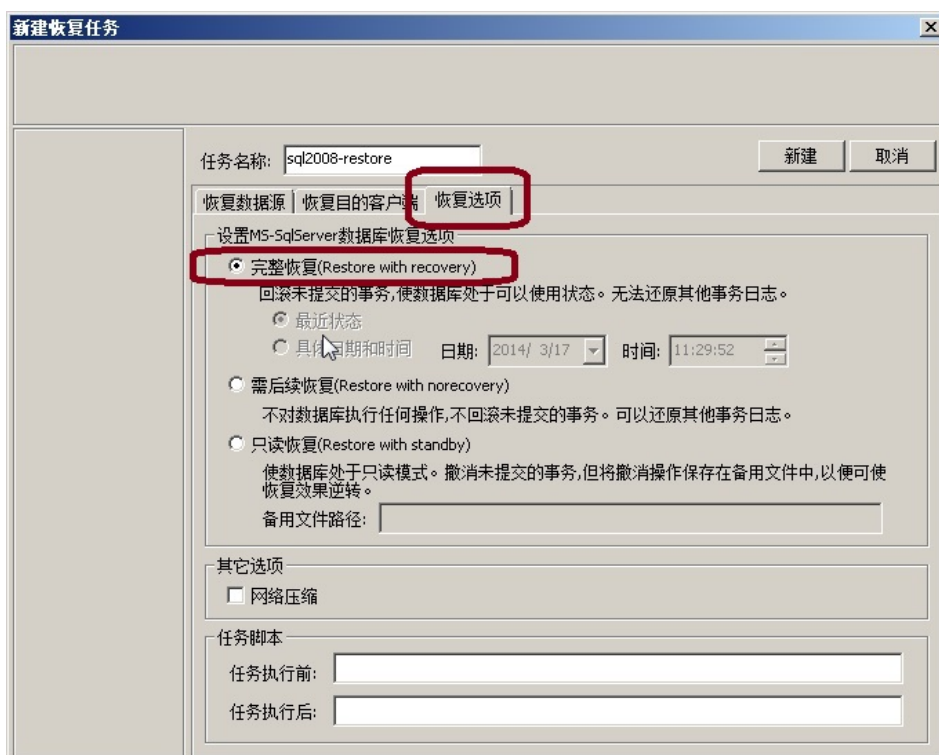 新建恢复任务
任务名称: sql2008-restore 新建 取消
恢复数据源 恢复目的客户端 恢复选项
设置MS-SqlServer数据库恢复选项
完整恢复(Restore with recovery)
回滚未提交的事务,使数据库处于可以使用状态。无法还原其他事务日志。
最近状态
具体日期和时间 日期: 2014/ 3/17 时间: 11:29:52
需后续恢复(Restore with norecovery)
不对数据库执行任何操作,不回滚未提交的事务。可以还原其他事务日志。
只读恢复(Restore with standby)
使数据库处于只读模式。撤消未提交的事务,但将撤消操作保存在备用文件中,以便可使
恢复效果逆转。
备用文件路径:
其它选项
网络压缩
任务脚本
任务执行前:
任务执行后: